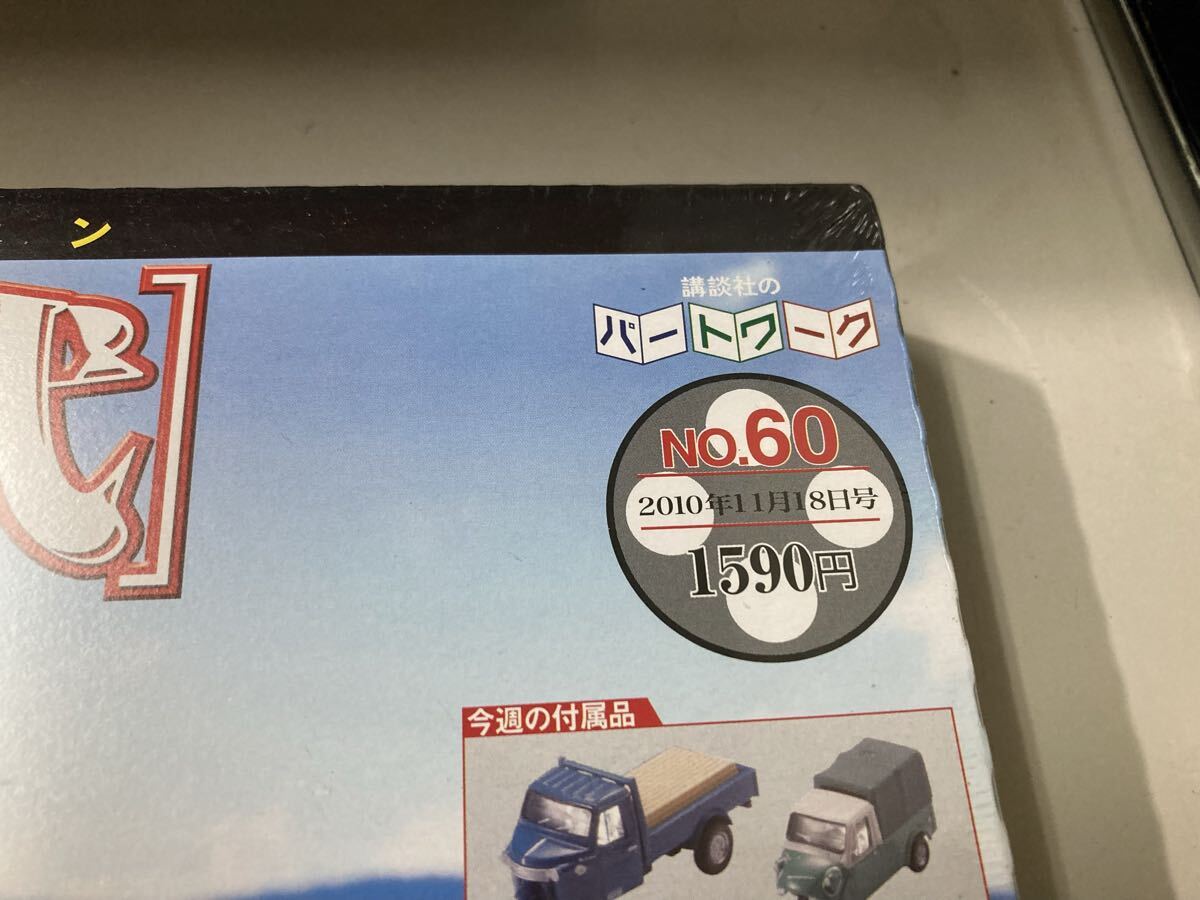 ン
講談社の
パートワーク
NO.60
2010年11月18日号
1590円
今週の付属品